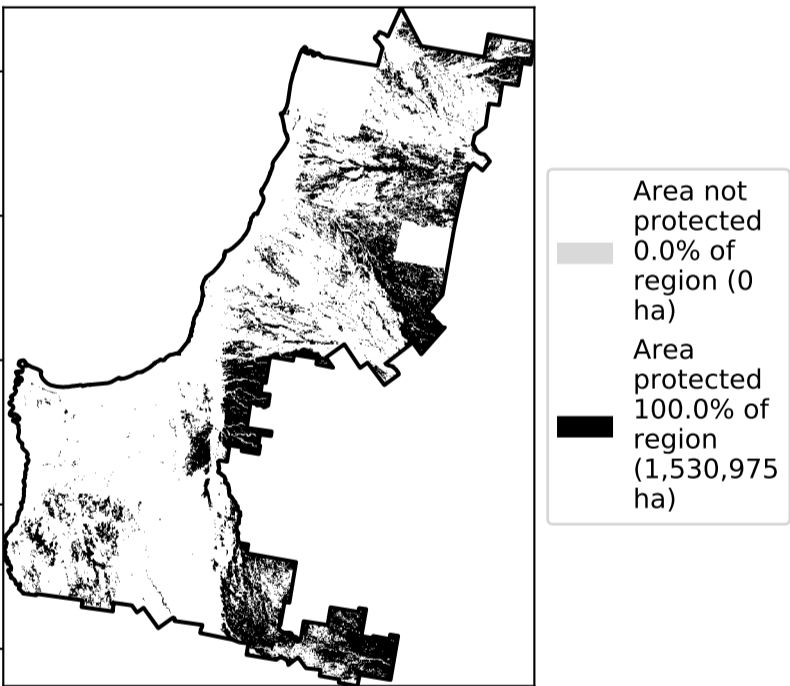 Area not
protected
0.0% of
region (0
ha)
Area
protected
100.0% of
region
(1,530,975
ha)